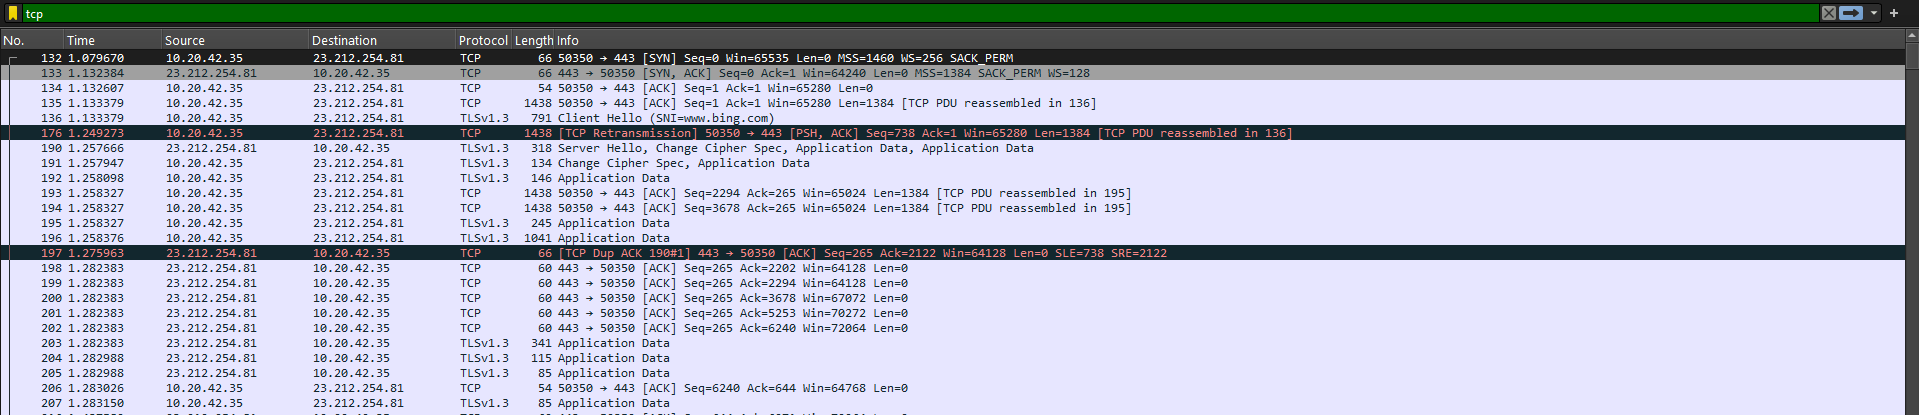 tcp
No. Time Source Destination Protocol Length Info
132 1.079670 10.20.42.35 23.212.254.81 TCP 66 50350 → 443 [SYN] Seq=0 Win=65535 Len=0 MSS=1460 WS=256 SACK_PERM
133 1.132384 23.212.254.81 10.20.42.35 TCP 66 443 → 50350 [SYN, ACK] Seq=0 Ack=1 Win=64240 Len=0 MSS=1384 SACK_PERM WS=128
134 1.132607 10.20.42.35 23.212.254.81 TCP 54 50350 → 443 [ACK] Seq=1 Ack=1 Win=65280 Len=0
135 1.133379 10.20.42.35 23.212.254.81 TCP 1438 50350 → 443 [ACK] Seq=1 Ack=1 Win=65280 Len=1384 [TCP PDU reassembled in 136]
136 1.133379 10.20.42.35 23.212.254.81 TLSv1.3 791 Client Hello (SNI=www.bing.com)
176 1.249273 10.20.42.35 23.212.254.81 TCP 1438 [TCP Retransmission] 50350 → 443 [PSH, ACK] Seq=738 Ack=1 Win=65280 Len=1384 [TCP PDU reassembled in 136]
190 1.257666 23.212.254.81 10.20.42.35 TLSv1.3 318 Server Hello, Change Cipher Spec, Application Data, Application Data
191 1.257947 10.20.42.35 23.212.254.81 TLSv1.3 134 Change Cipher Spec, Application Data
192 1.258098 10.20.42.35 23.212.254.81 TLSv1.3 146 Application Data
193 1.258327 10.20.42.35 23.212.254.81 TCP 1438 50350 → 443 [ACK] Seq=2294 Ack=265 Win=65024 Len=1384 [TCP PDU reassembled in 195]
194 1.258327 10.20.42.35 23.212.254.81 TCP 1438 50350 → 443 [ACK] Seq=3678 Ack=265 Win=65024 Len=1384 [TCP PDU reassembled in 195]
195 1.258327 10.20.42.35 23.212.254.81 TLSv1.3 245 Application Data
196 1.258376 10.20.42.35 23.212.254.81 TLSv1.3 1041 Application Data
197 1.275963 23.212.254.81 10.20.42.35 TCP 66 [TCP Dup ACK 190#1] 443 → 50350 [ACK] Seq=265 Ack=2122 Win=64128 Len=0 SLE=738 SRE=2122
198 1.282383 23.212.254.81 10.20.42.35 TCP 60 443 → 50350 [ACK] Seq=265 Ack=2202 Win=64128 Len=0
199 1.282383 23.212.254.81 10.20.42.35 TCP 60 443 → 50350 [ACK] Seq=265 Ack=2294 Win=64128 Len=0
200 1.282383 23.212.254.81 10.20.42.35 TCP 60 443 → 50350 [ACK] Seq=265 Ack=3678 Win=67072 Len=0
201 1.282383 23.212.254.81 10.20.42.35 TCP 60 443 → 50350 [ACK] Seq=265 Ack=5253 Win=70272 Len=0
202 1.282383 23.212.254.81 10.20.42.35 TCP 60 443 → 50350 [ACK] Seq=265 Ack=6240 Win=72064 Len=0
203 1.282383 23.212.254.81 10.20.42.35 TLSv1.3 341 Application Data
204 1.282988 23.212.254.81 10.20.42.35 TLSv1.3 115 Application Data
205 1.282988 23.212.254.81 10.20.42.35 TLSv1.3 85 Application Data
206 1.283026 10.20.42.35 23.212.254.81 TCP 54 50350 → 443 [ACK] Seq=6240 Ack=644 Win=64768 Len=0
207 1.283150 10.20.42.35 23.212.254.81 TLSv1.3 85 Application Data